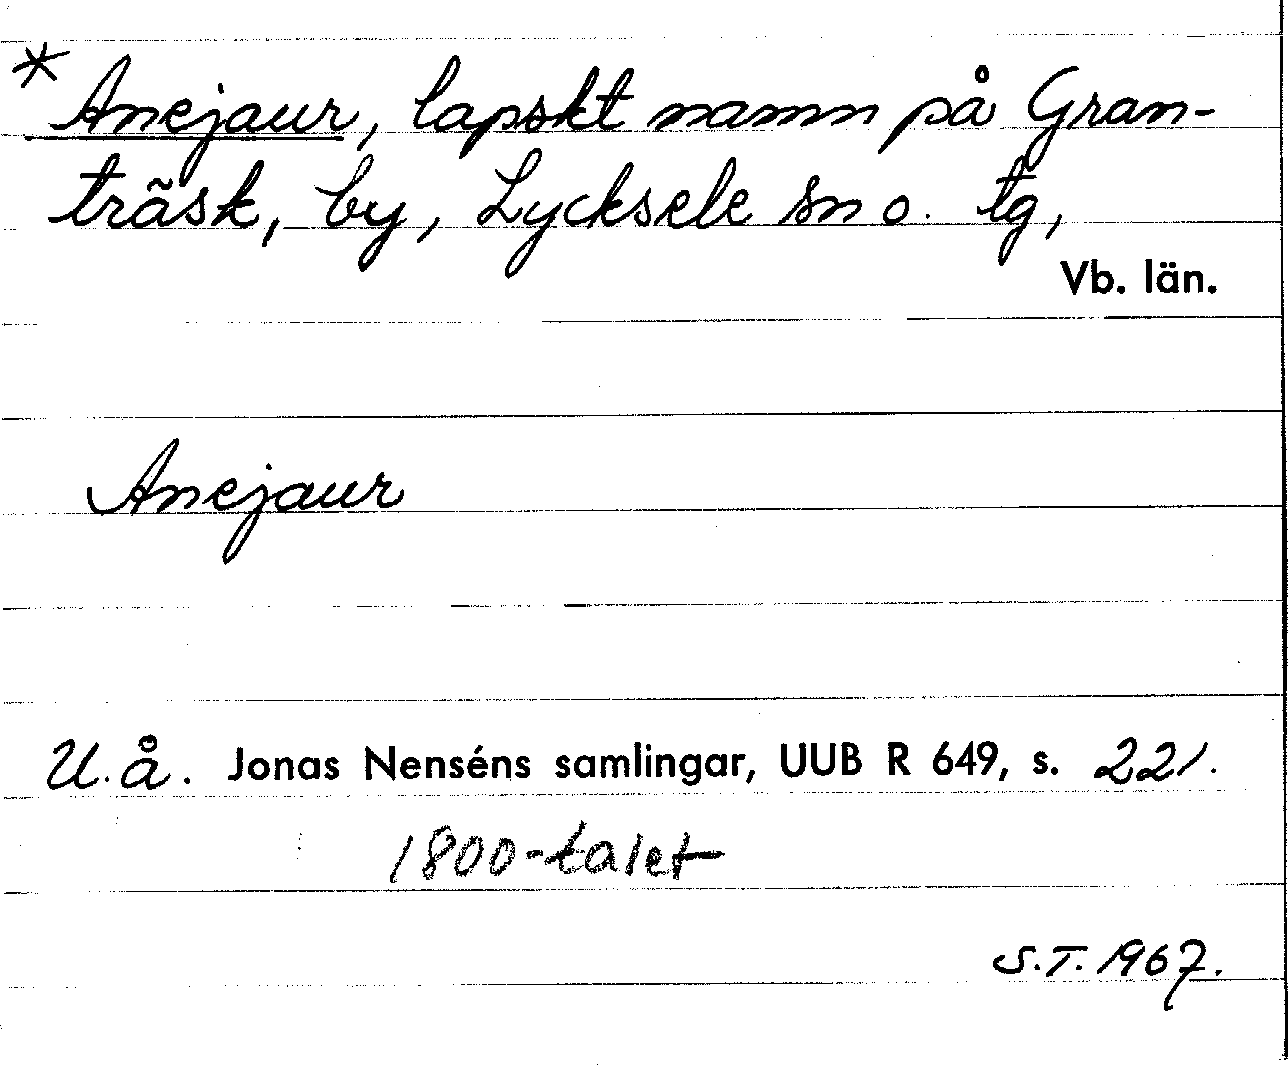 * Anejaur, lapskt namn på Gran-
träsk, by, Lycksele sn o. tg,
Vb. län.
Anejaur
U.å. Jonas Nenséns samlingar, UUB R 649, s. 221.
1800-talet
S.T. 1967.